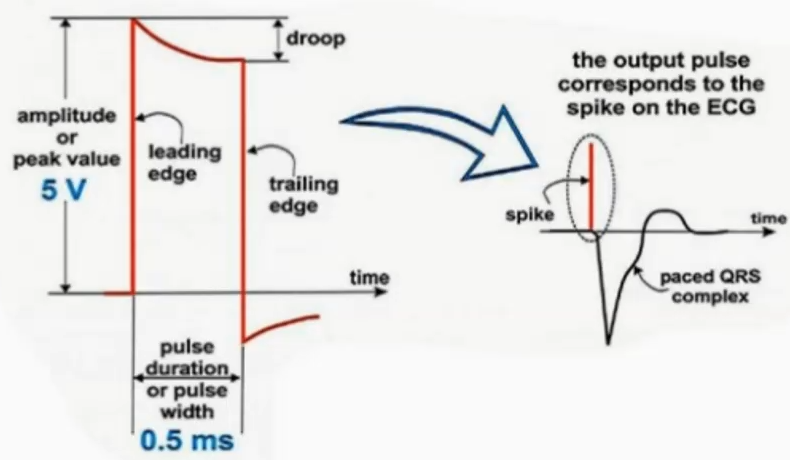 droop
amplitude
or
peak value
5 V
leading
edge
trailing
edge
time
pulse
duration
or pulse
width
0.5 ms
the output pulse
corresponds to the
spike on the ECG
spike
time
paced QRS
complex